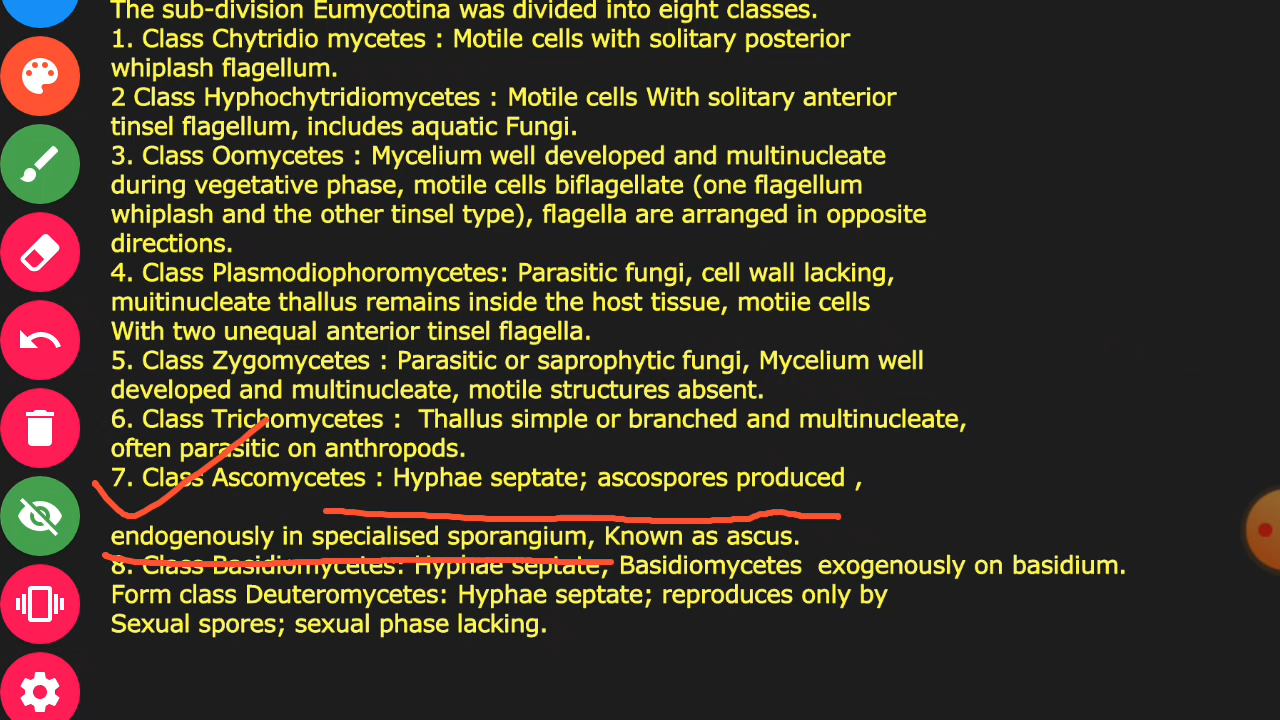 The sub-division Eumycotina was divided into eight classes.
1. Class Chytridio mycetes : Motile cells with solitary posterior
whiplash flagellum.
2 Class Hyphochytridiomycetes : Motile cells With solitary anterior
tinsel flagellum, includes aquatic Fungi.
3. Class Oomycetes : Mycelium well developed and multinucleate
during vegetative phase, motile cells biflagellate (one flagellum
whiplash and the other tinsel type), flagella are arranged in opposite
directions.
4. Class Plasmodiophoromycetes: Parasitic fungi, cell wall lacking,
muitinucleate thallus remains inside the host tissue, motiie cells
With two unequal anterior tinsel flagella.
5. Class Zygomycetes : Parasitic or saprophytic fungi, Mycelium well
developed and multinucleate, motile structures absent.
6. Class Trichomycetes :  Thallus simple or branched and multinucleate,
often parasitic on anthropods.
7. Class Ascomycetes : Hyphae septate; ascospores produced ,
endogenously in specialised sporangium, Known as ascus.
8. Class Basidiomycetes: Hyphae septate; Basidiomycetes  exogenously on basidium.
Form class Deuteromycetes: Hyphae septate; reproduces only by
Sexual spores; sexual phase lacking.